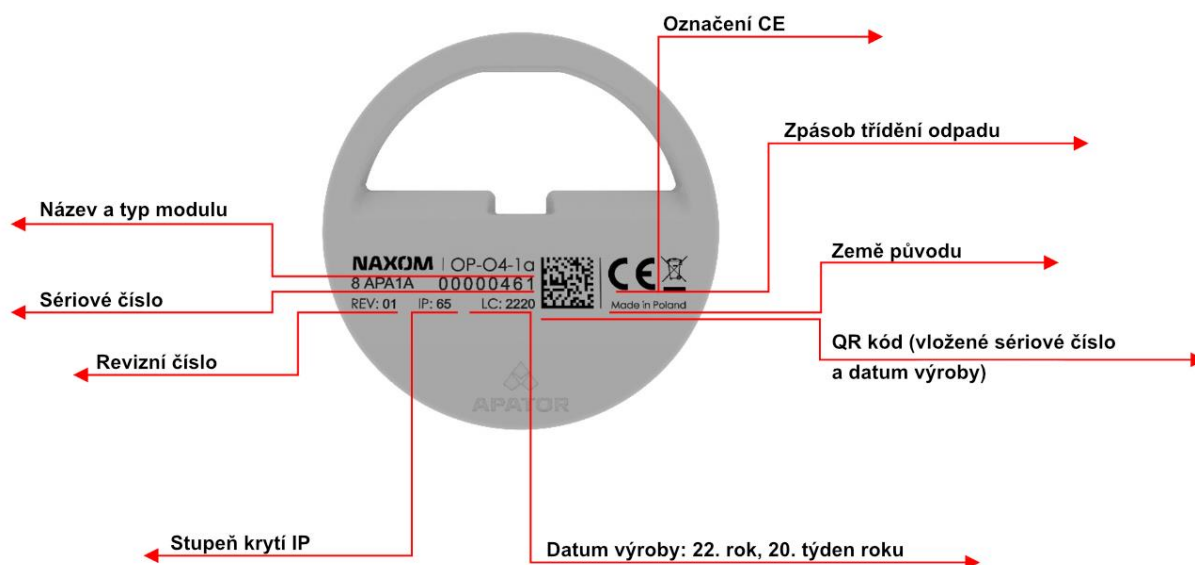 Označení CE
Zpásob třídění odpadu
Název a typ modulu
Země původu
NAXOM | OP-O4-1a
8 APA1A 00000461
CE
Sériové číslo
REV: 01 IP: 65 LC: 2220
Made in Poland
QR kód (vložené sériové číslo
a datum výroby)
Revizní číslo
APATOR
Stupeň krytí IP
Datum výroby: 22. rok, 20. týden roku